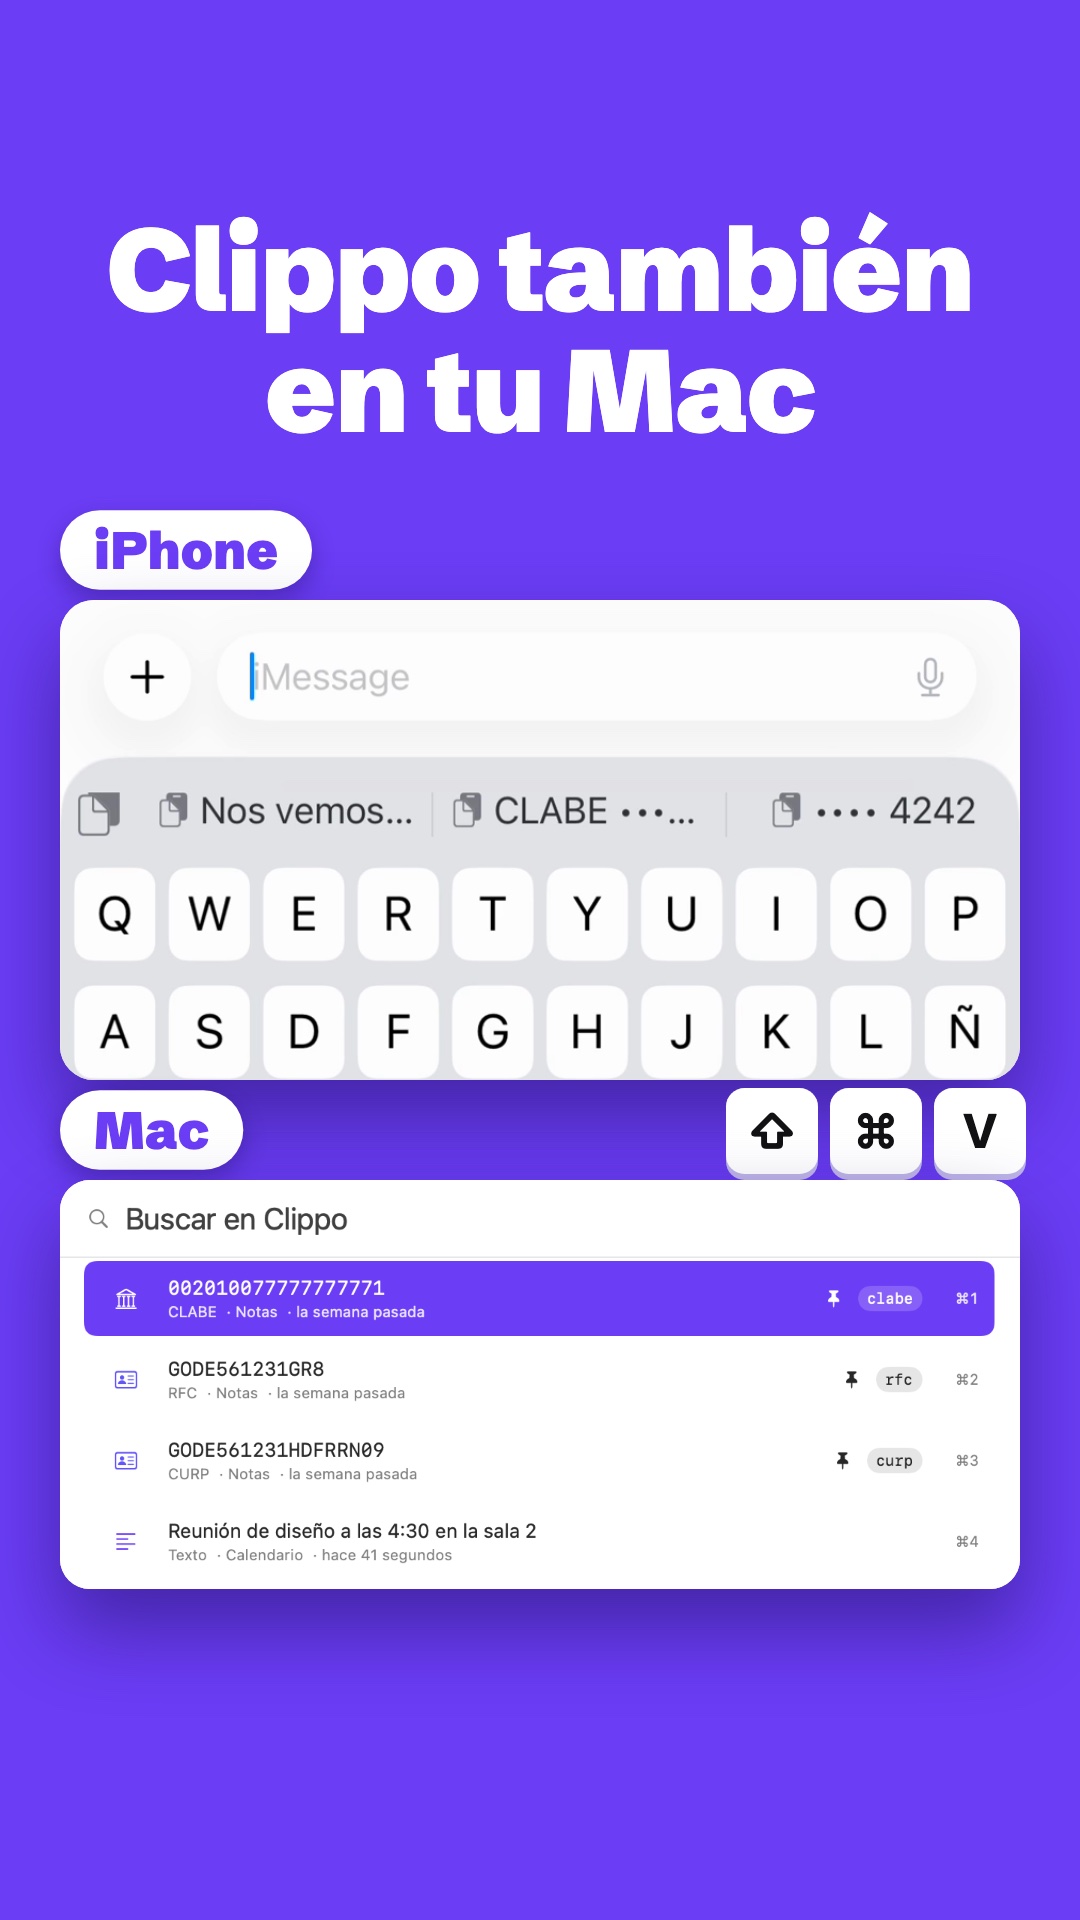 Clippo también
en tu Mac
iPhone
iMessage
Nos vemos...
CLABE •••...
•••• 4242
Q W E R T Y U I O P
A S D F G H J K L Ñ
Mac
⇧ ⌘ V
Buscar en Clippo
002010077777777771
clabe ⌘1
CLABE · Notas · la semana pasada
GODE561231GR8
rfc ⌘2
RFC · Notas · la semana pasada
GODE561231HDFRRN09
curp ⌘3
CURP · Notas · la semana pasada
Reunión de diseño a las 4:30 en la sala 2
⌘4
Texto · Calendario · hace 41 segundos